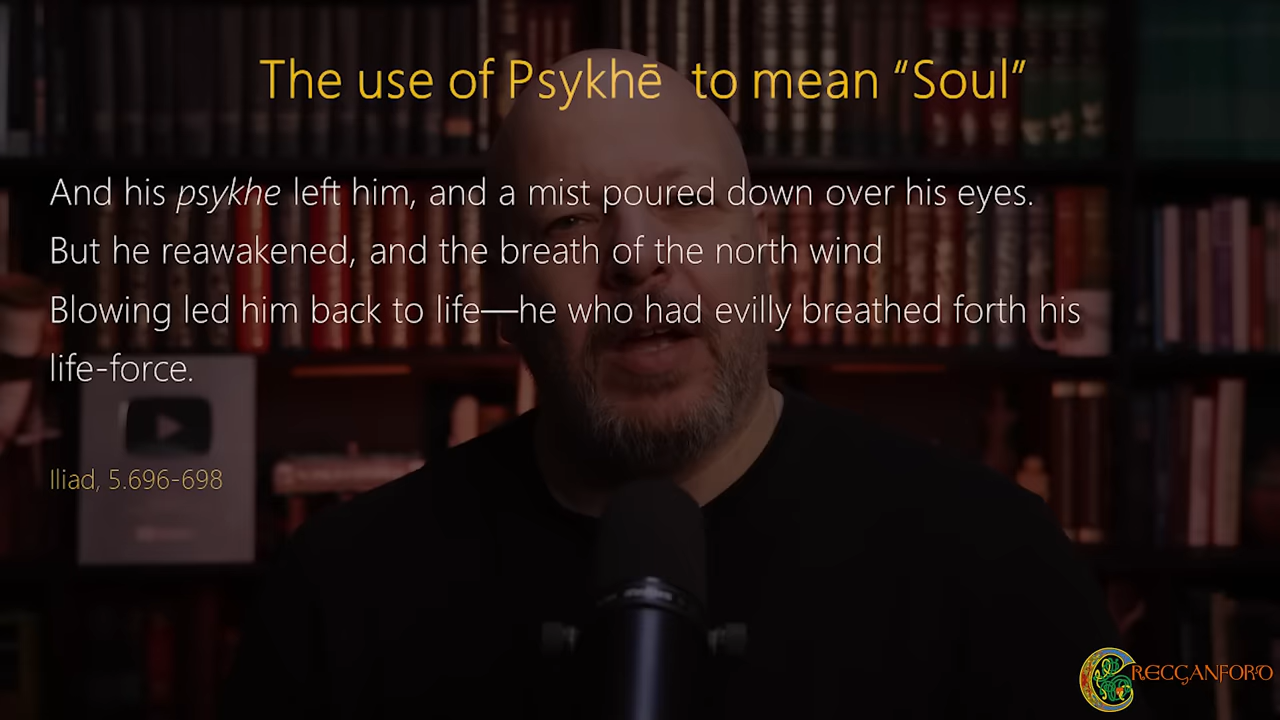 The use of Psykhē to mean “Soul”
And his psykhe left him, and a mist poured down over his eyes.
But he reawakened, and the breath of the north wind
Blowing led him back to life—he who had evilly breathed forth his
life-force.
Iliad, 5.696-698
CRECGANFORD